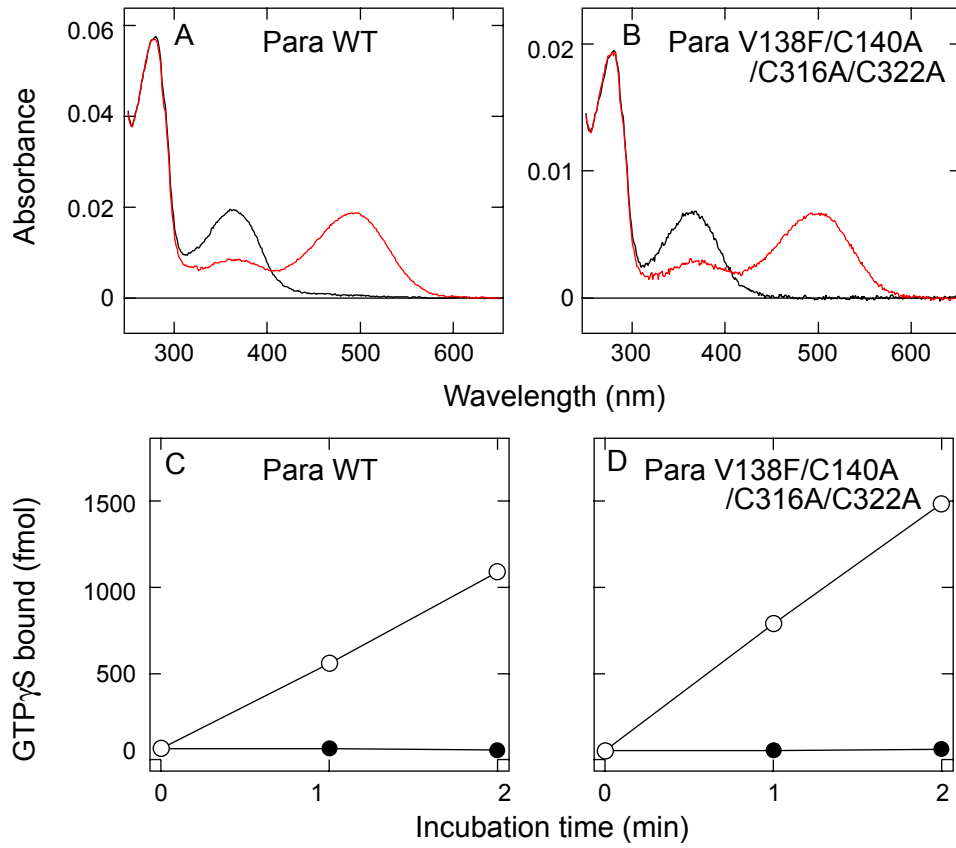 A
Para WT
B
Para V138F/C140A
/C316A/C322A
Absorbance
0.06
0.04
0.02
0
0.02
0.01
0
300
400
500
600
300
400
500
600
Wavelength (nm)
C
Para WT
D
Para V138F/C140A
/C316A/C322A
GTPγS bound (fmol)
1500
1000
500
0
0
1
2
0
1
2
Incubation time (min)